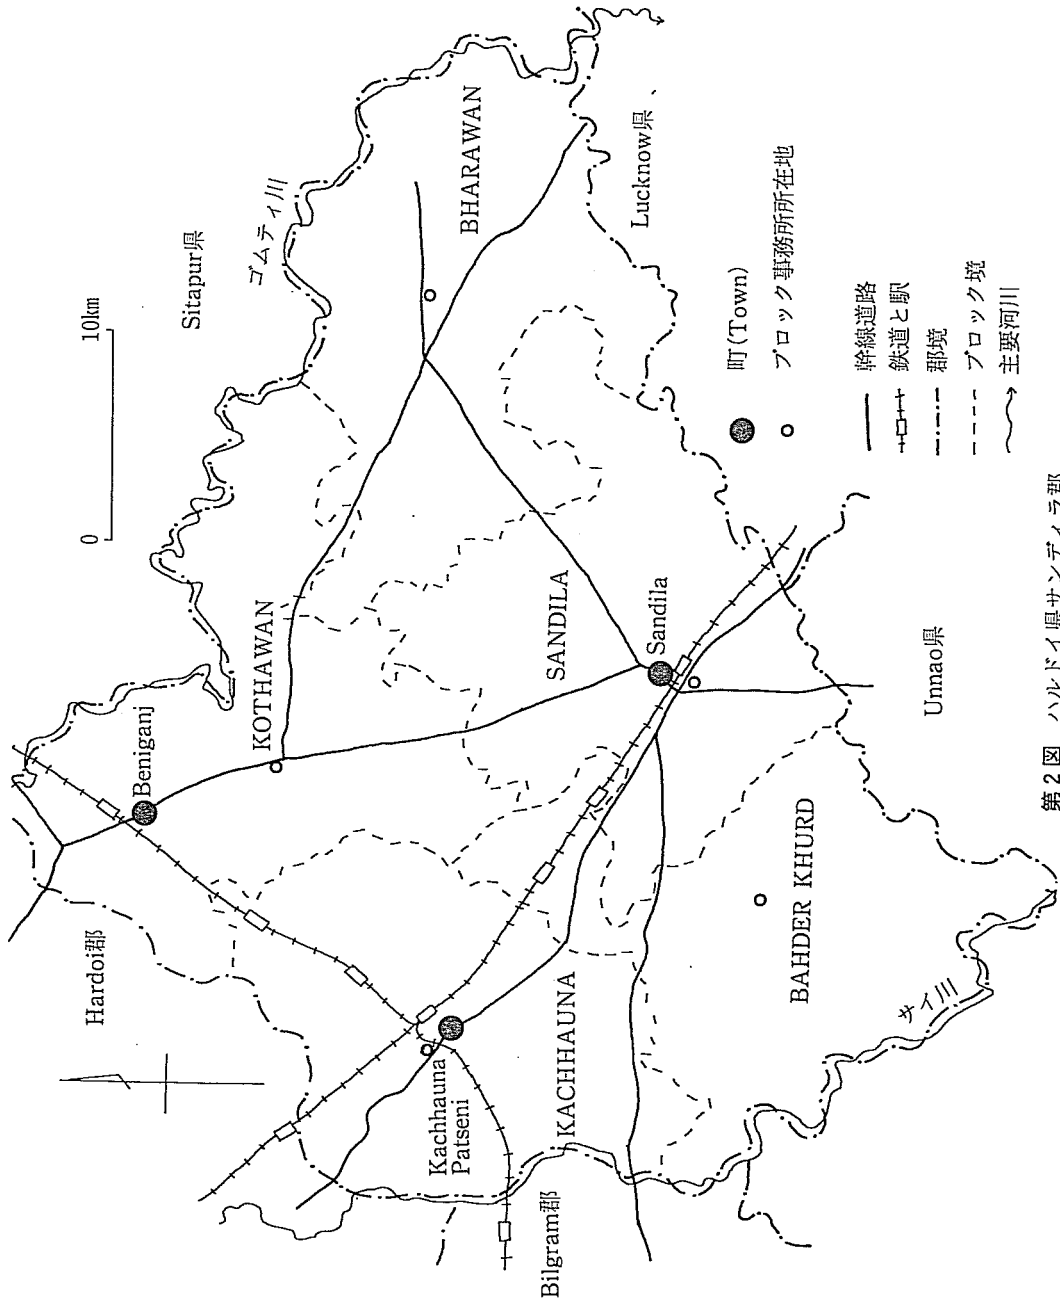 Hardoi郡
Sitapur県
0
10km
ゴムティ川
Beniganj
KOTHAWAN
BHARAWAN
Kachhauna
Patseni
KACHHAUNA
Bilgram郡
SANDILA
Sandila
Lucknow県
BAHDER KHURD
サイ川
Unnao県
町(Town)
ブロック事務所所在地
幹線道路
鉄道と駅
郡境
ブロック境
主要河川
第2図 ハルドイ県サンディラ郡